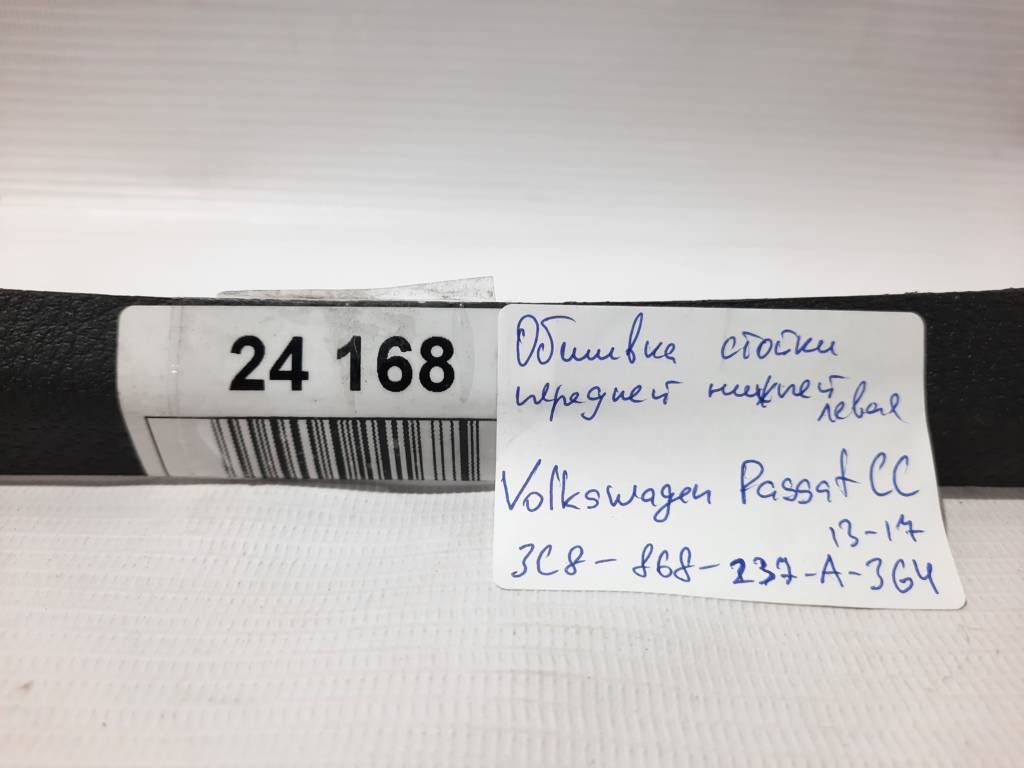 24 168
Обшивка стойки
передней нижней
левая
Volkswagen Passat CC
13-17
3C8-868-237-A-3G4